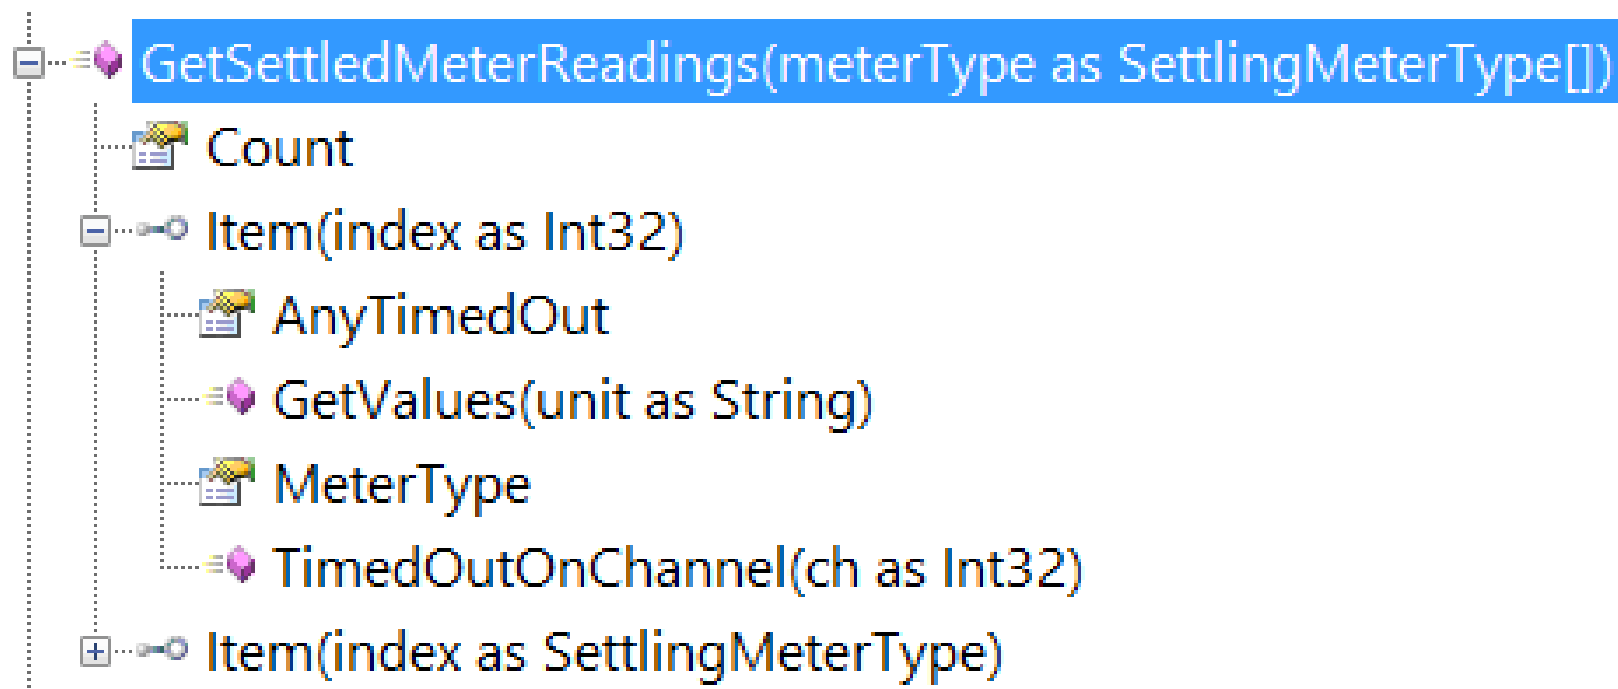 GetSettledMeterReadings(meterType as SettlingMeterType[])
Count
Item(index as Int32)
AnyTimedOut
GetValues(unit as String)
MeterType
TimedOutOnChannel(ch as Int32)
Item(index as SettlingMeterType)